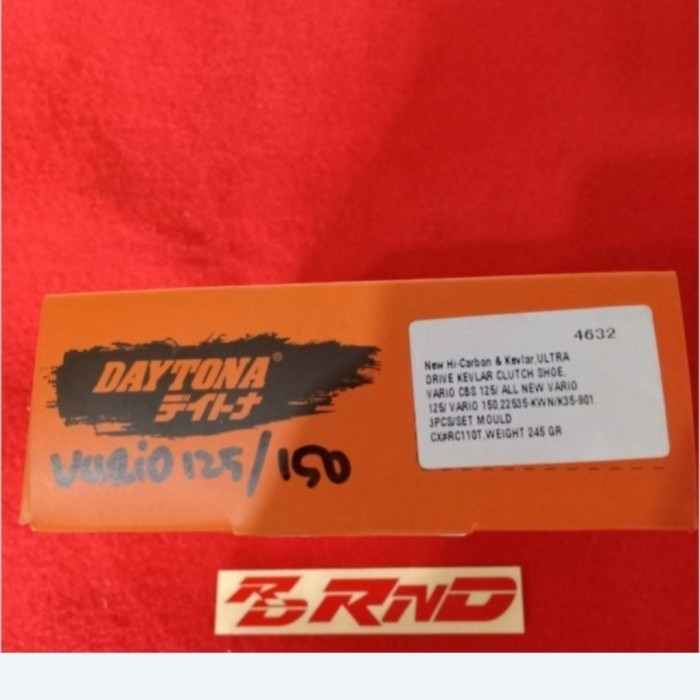 DAYTONA®
デイトナ
Vario 125/150
4632
New Hi-Carbon & Kevlar,ULTRA
DRIVE KEVLAR CLUTCH SHOE,
VARIO CBS 125/ ALL NEW VARIO
125/ VARIO 150,22535-KWN/K35-901
3PCS/SET MOULD
CX#RC110T,WEIGHT 245 GR
RD RND